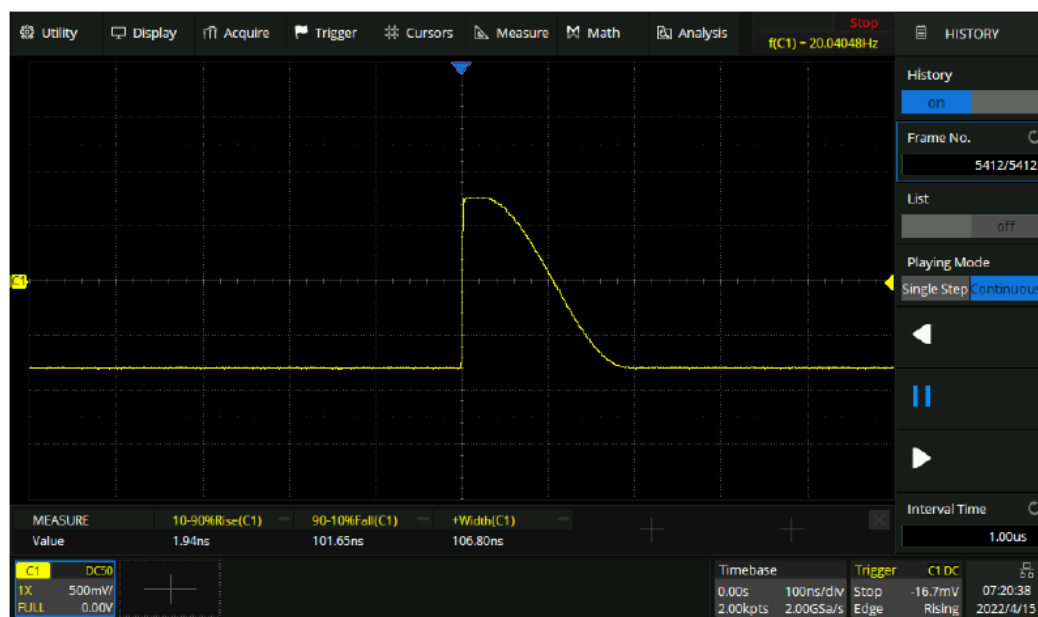 Utility Display Acquire Trigger Cursors Measure Math Analysis
Stop
f(C1) = 20.04048Hz
HISTORY
History
on
Frame No.
5412/5412
List
off
Playing Mode
Single Step Continuous
Interval Time
1.00us
C1
MEASURE 10-90%Rise(C1) 90-10%Fall(C1) +Width(C1)
Value 1.94ns 101.65ns 106.80ns
C1 DC50
1X 500mV/
FULL 0.00V
Timebase
0.00s 100ns/div
2.00kpts 2.00GSa/s
Trigger C1 DC
Stop -16.7mV
Edge Rising
07:20:38
2022/4/15